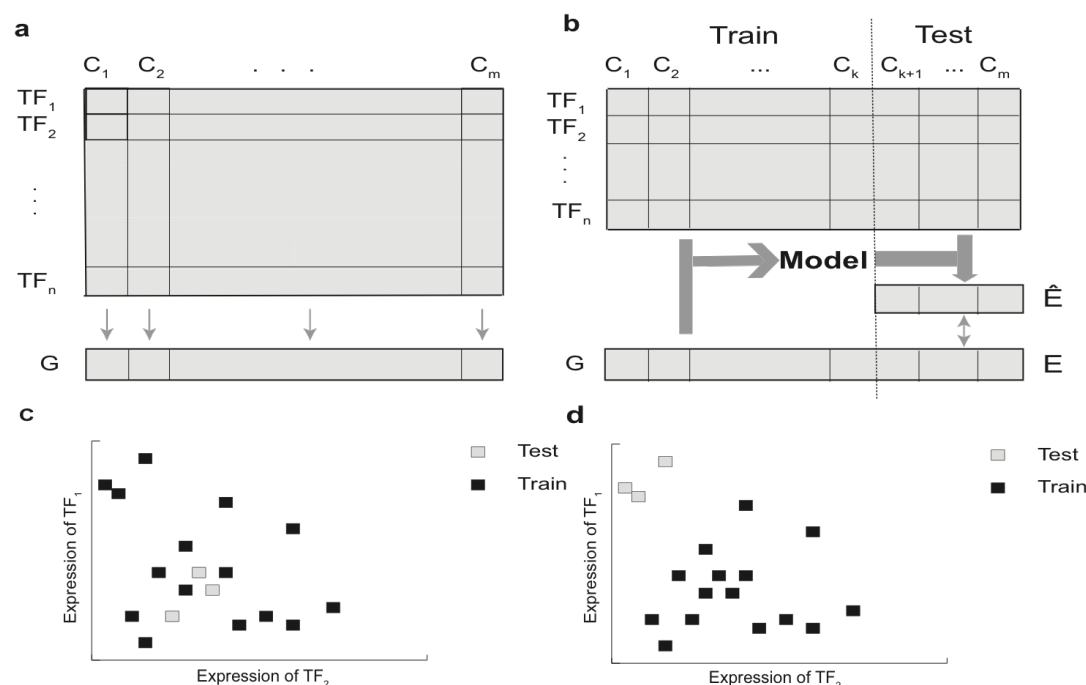 a
C1 C2 . . . Cm
TF1
TF2
. . .
TFn
G
b
Train Test
C1 C2 ... Ck Ck+1 ... Cm
TF1
TF2
. . .
TFn
Model
Ê
G E
c
Test
Train
Expression of TF1
Expression of TF2
d
Test
Train
Expression of TF1
Expression of TF2